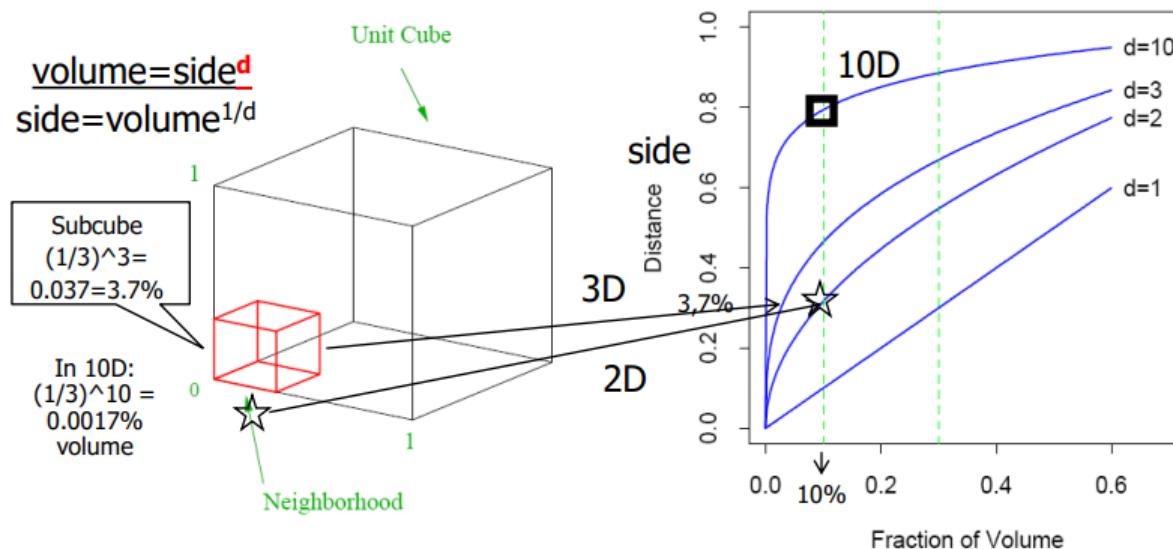 volume=side^d
side=volume^1/d
Unit Cube
1
Subcube
(1/3)^3=
0.037=3.7%
In 10D:
(1/3)^10 =
0.0017%
volume
0
1
Neighborhood
3D
2D
side
Distance
0.0
0.2
0.4
0.6
0.8
1.0
10D
3,7%
d=10
d=3
d=2
d=1
0.0
10%
0.2
0.4
0.6
Fraction of Volume